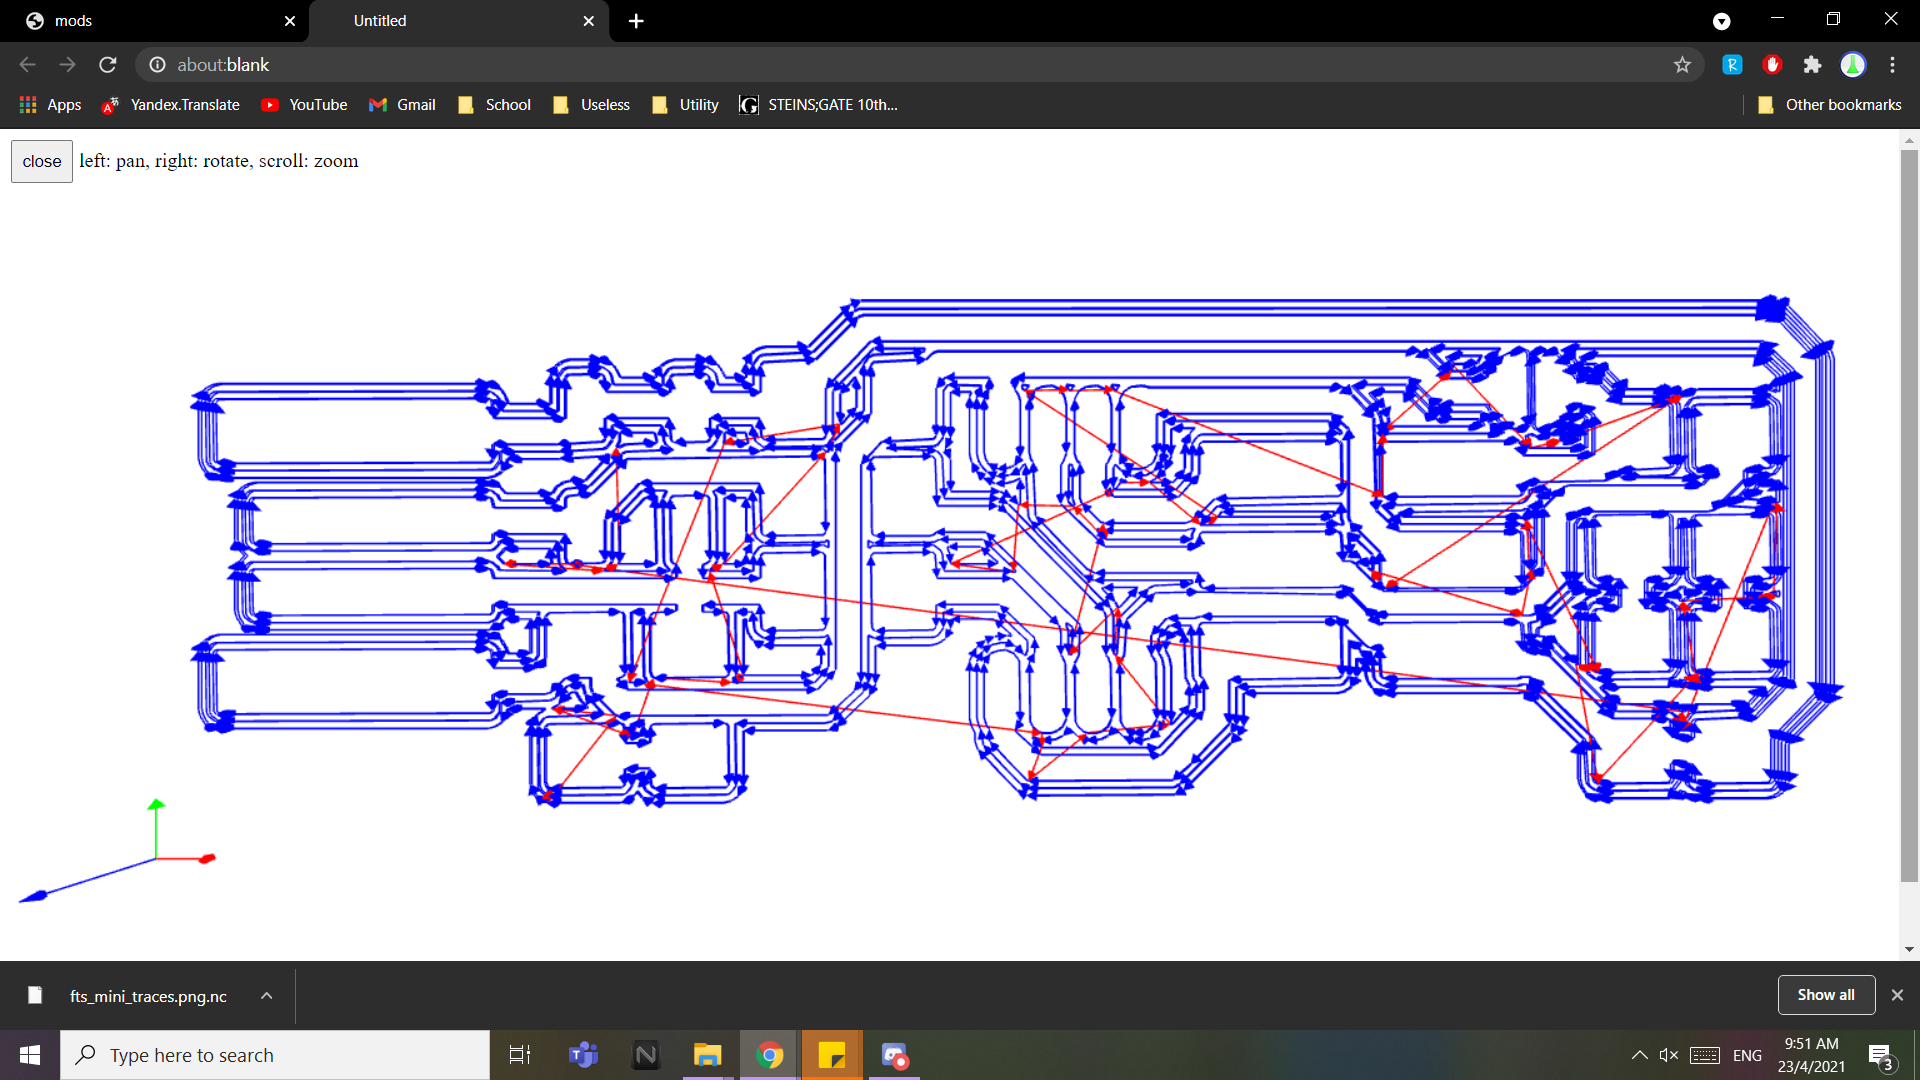 mods
Untitled
about:blank
Apps
Yandex.Translate
YouTube
Gmail
School
Useless
Utility
STEINS;GATE 10th...
Other bookmarks
close
left: pan, right: rotate, scroll: zoom
fts_mini_traces.png.nc
Show all
Type here to search
ENG
9:51 AM
23/4/2021
3